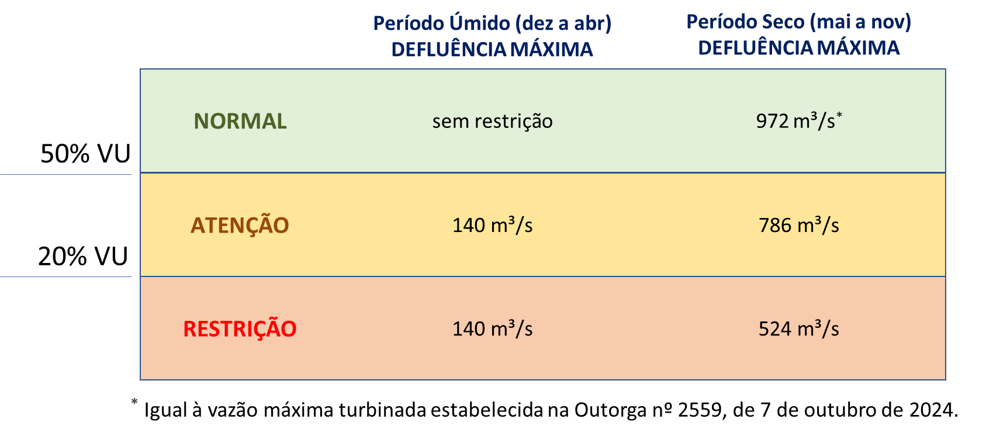 Período Úmido (dez a abr)
DEFLUÊNCIA MÁXIMA
Período Seco (mai a nov)
DEFLUÊNCIA MÁXIMA
NORMAL
sem restrição
972 m³/s*
50% VU
ATENÇÃO
140 m³/s
786 m³/s
20% VU
RESTRIÇÃO
140 m³/s
524 m³/s
* Igual à vazão máxima turbinada estabelecida na Outorga nº 2559, de 7 de outubro de 2024.